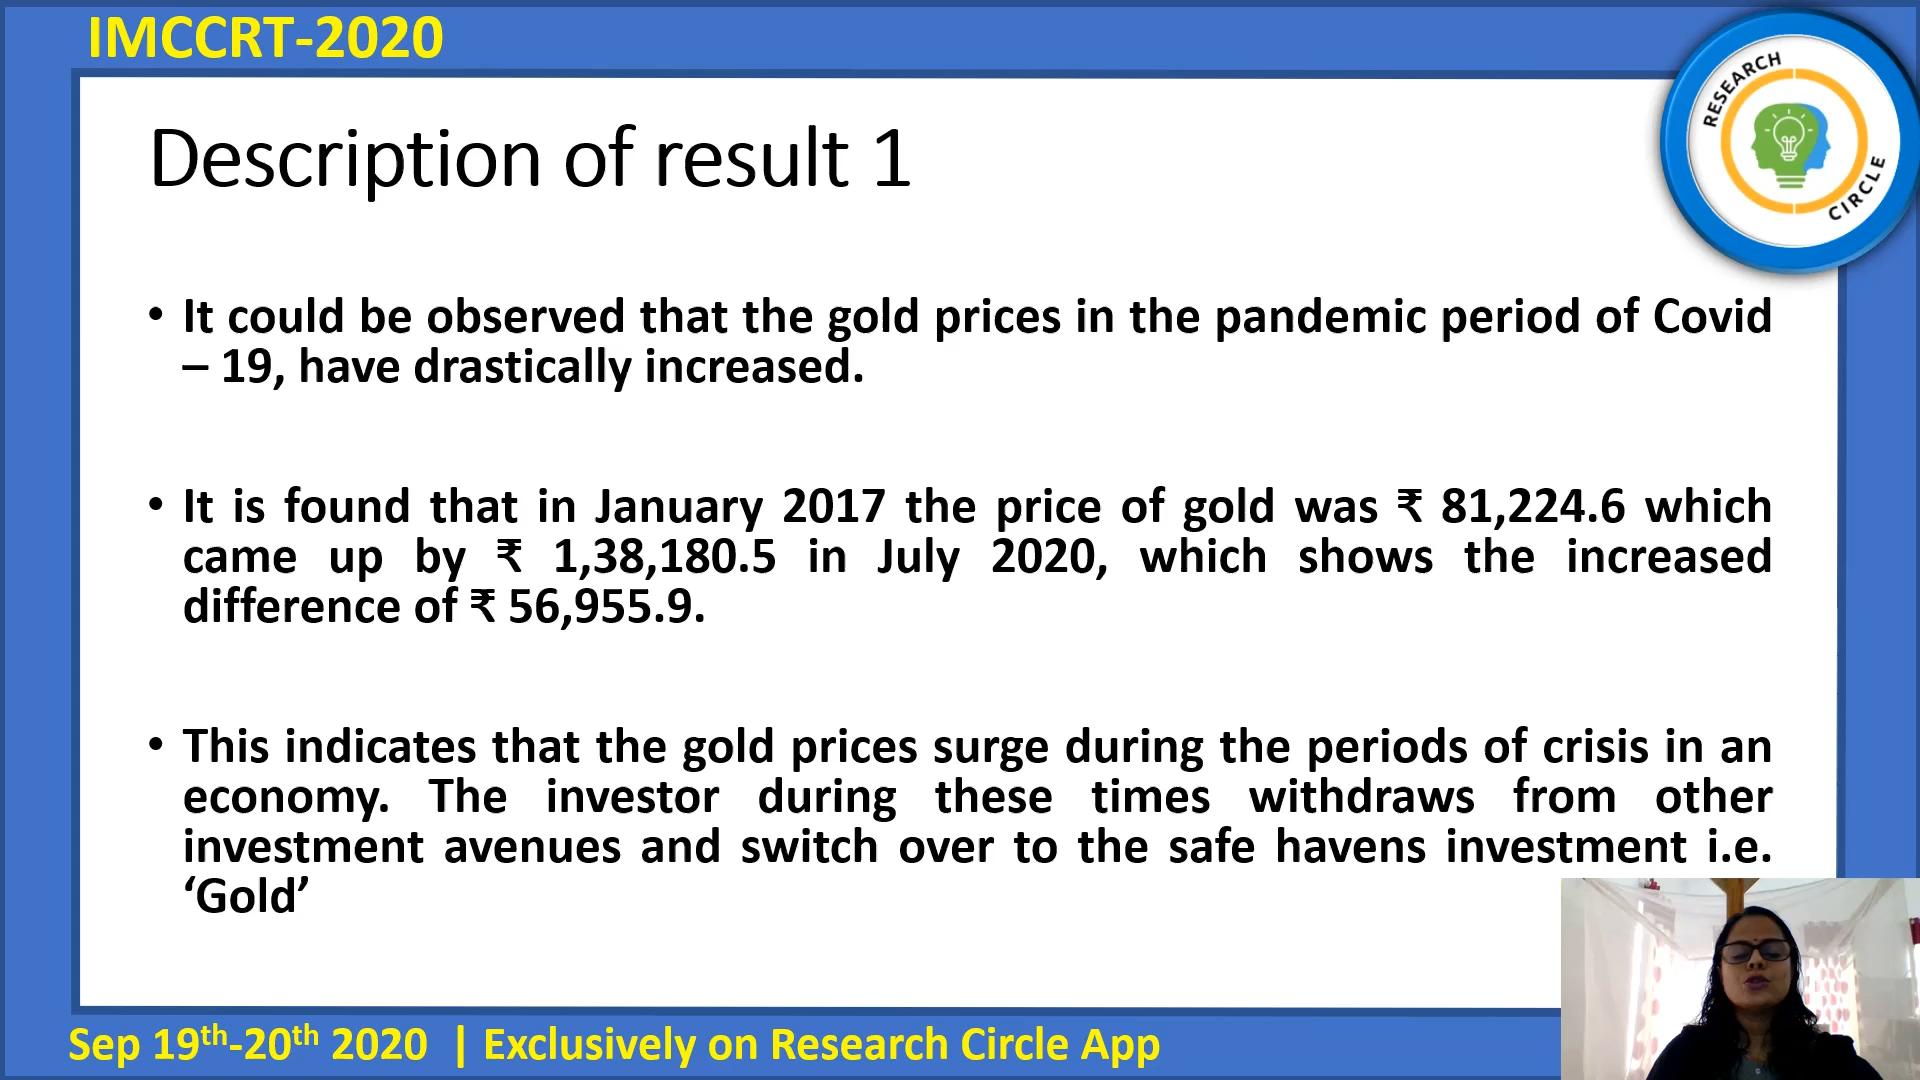 IMCCRT-2020
RESEARCH
CIRCLE
Description of result 1
• It could be observed that the gold prices in the pandemic period of Covid
– 19, have drastically increased.
• It is found that in January 2017 the price of gold was ₹ 81,224.6 which
came up by ₹ 1,38,180.5 in July 2020, which shows the increased
difference of ₹ 56,955.9.
• This indicates that the gold prices surge during the periods of crisis in an
economy. The investor during these times withdraws from other
investment avenues and switch over to the safe havens investment i.e.
‘Gold’
Sep 19th-20th 2020 | Exclusively on Research Circle App